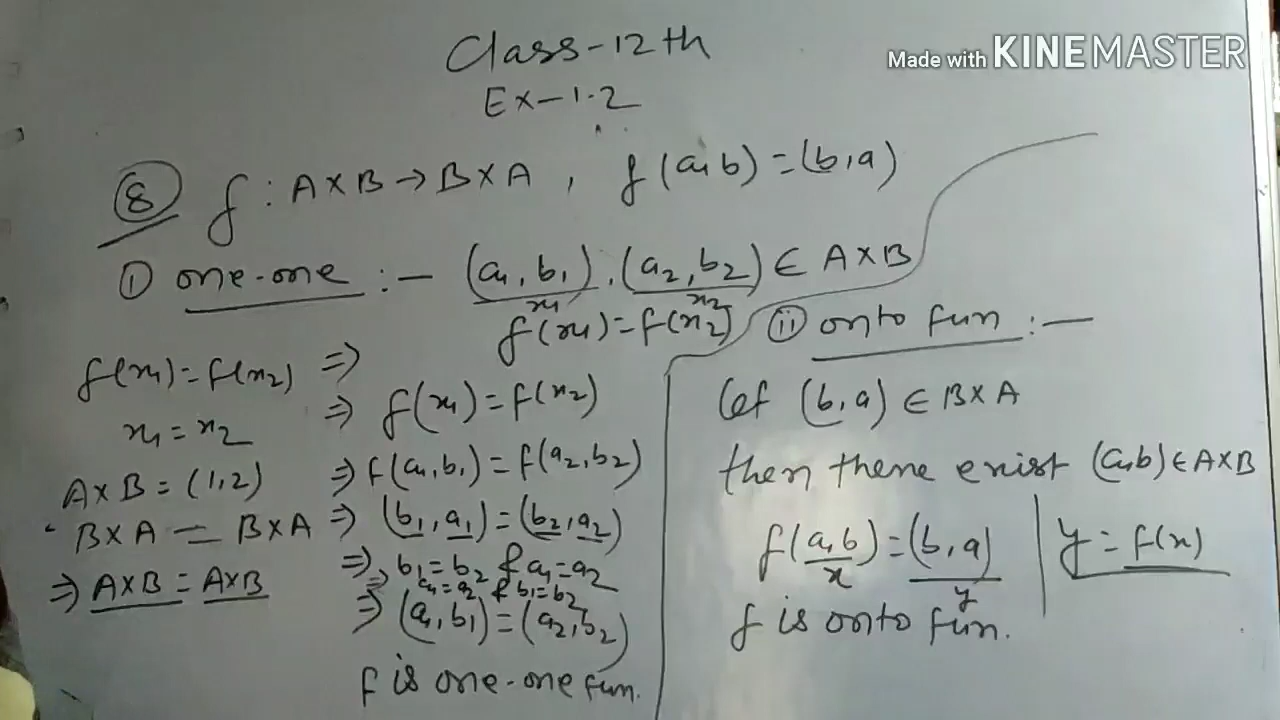 Class-12th
Made with KINEMASTER
Ex-1.2
⑧ f : A×B→B×A , f(a,b) = (b,a)
① one-one :- (a₁,b₁),(a₂,b₂) ∈ A×B
x₁ x₂
f(x₁)=f(x₂)
f(x₁)=f(x₂) ⇒
x₁=x₂ ⇒ f(x₁)=f(x₂)
A×B = (1,2) ⇒ f(a₁,b₁) = f(a₂,b₂)
B×A = B×A ⇒ (b₁,a₁)=(b₂,a₂)
⇒ A×B = A×B ⇒ b₁=b₂ & a₁=a₂
⇒ a₁=a₂ & b₁=b₂
⇒ (a₁,b₁)=(a₂,b₂)
f is one-one fun.
ⅱ onto fun :-
Let (b,a) ∈ B×A
then there exist (a,b) ∈ A×B
f(a,b) = (b,a) | y = f(x)
x y
f is onto fun.